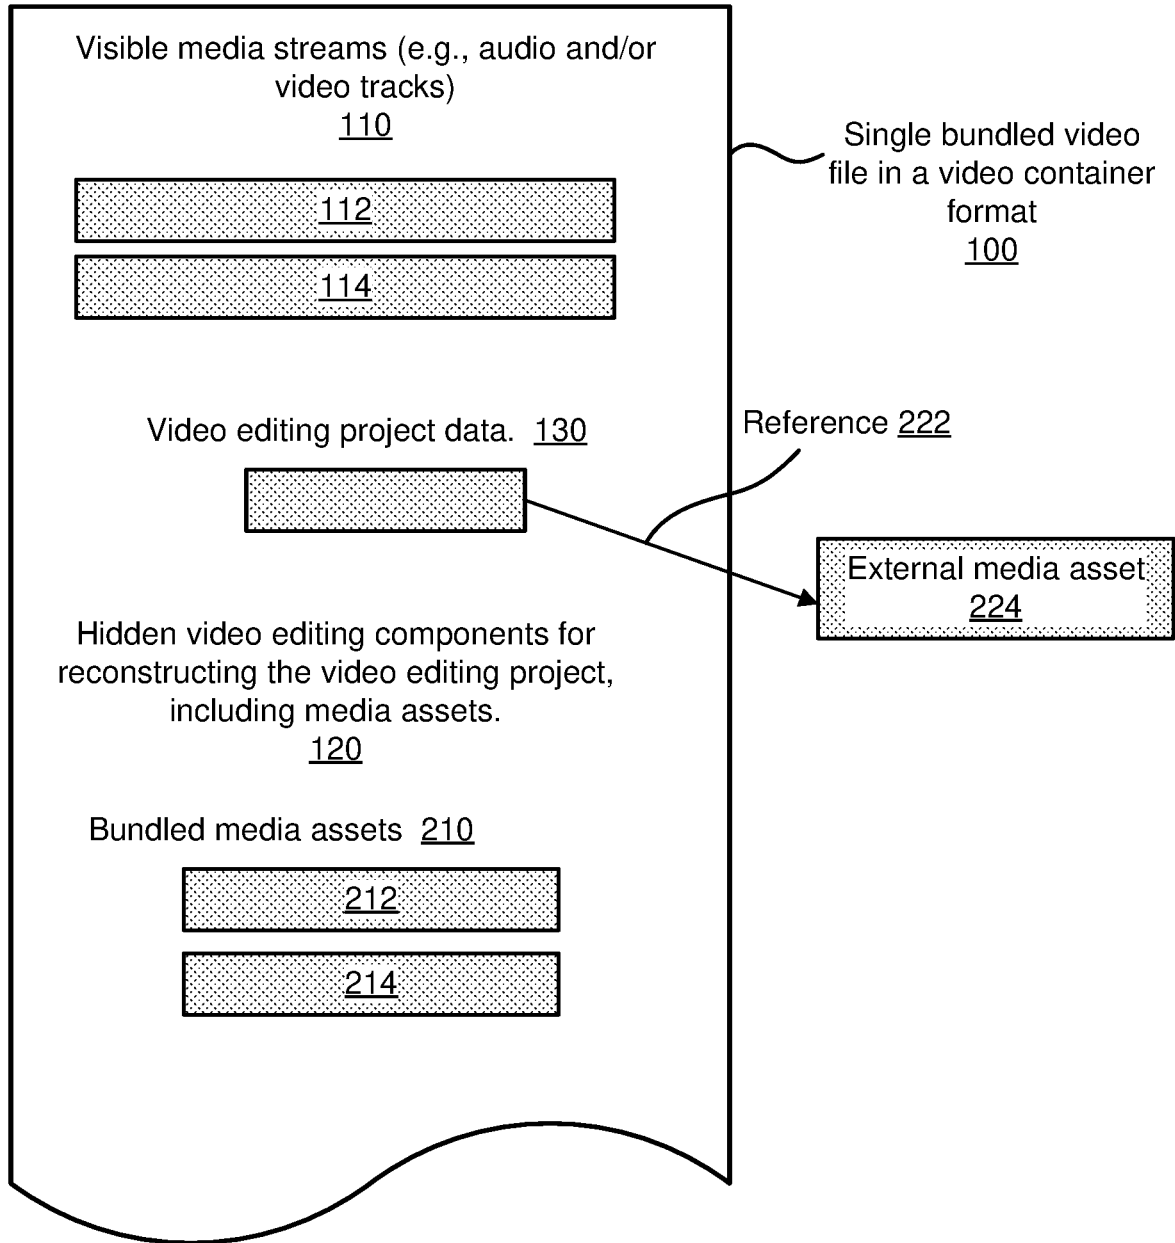 Visible media streams (e.g., audio and/or
video tracks)
110
112
114
Single bundled video
file in a video container
format
100
Video editing project data. 130
Reference 222
External media asset
224
Hidden video editing components for
reconstructing the video editing project,
including media assets.
120
Bundled media assets 210
212
214